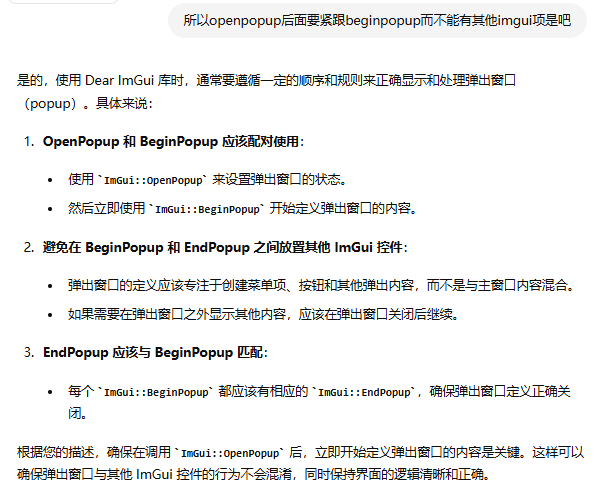 所以openpopup后面要紧跟beginpopup而不能有其他imgui项是吧
是的，使用 Dear ImGui 库时，通常要遵循一定的顺序和规则来正确显示和处理弹出窗口
（popup）。具体来说：
1. OpenPopup 和 BeginPopup 应该配对使用：
• 使用 `ImGui::OpenPopup` 来设置弹出窗口的状态。
• 然后立即使用 `ImGui::BeginPopup` 开始定义弹出窗口的内容。
2. 避免在 BeginPopup 和 EndPopup 之间放置其他 ImGui 控件：
• 弹出窗口的定义应该专注于创建菜单项、按钮和其他弹出内容，而不是与主窗口内容混合。
• 如果需要在弹出窗口之外显示其他内容，应该在弹出窗口关闭后继续。
3. EndPopup 应该与 BeginPopup 匹配：
• 每个 `ImGui::BeginPopup` 都应该有相应的 `ImGui::EndPopup`，确保弹出窗口定义正确关
闭。
根据您的描述，确保在调用 `ImGui::OpenPopup` 后，立即开始定义弹出窗口的内容是关键。这样可以
确保弹出窗口与其他 ImGui 控件的行为不会混淆，同时保持界面的逻辑清晰和正确。